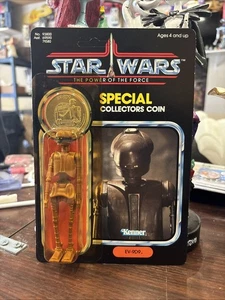 Ages 4 and up
STAR WARS
THE POWER OF THE FORCE
SPECIAL
COLLECTORS COIN
Kenner
EV-9D9